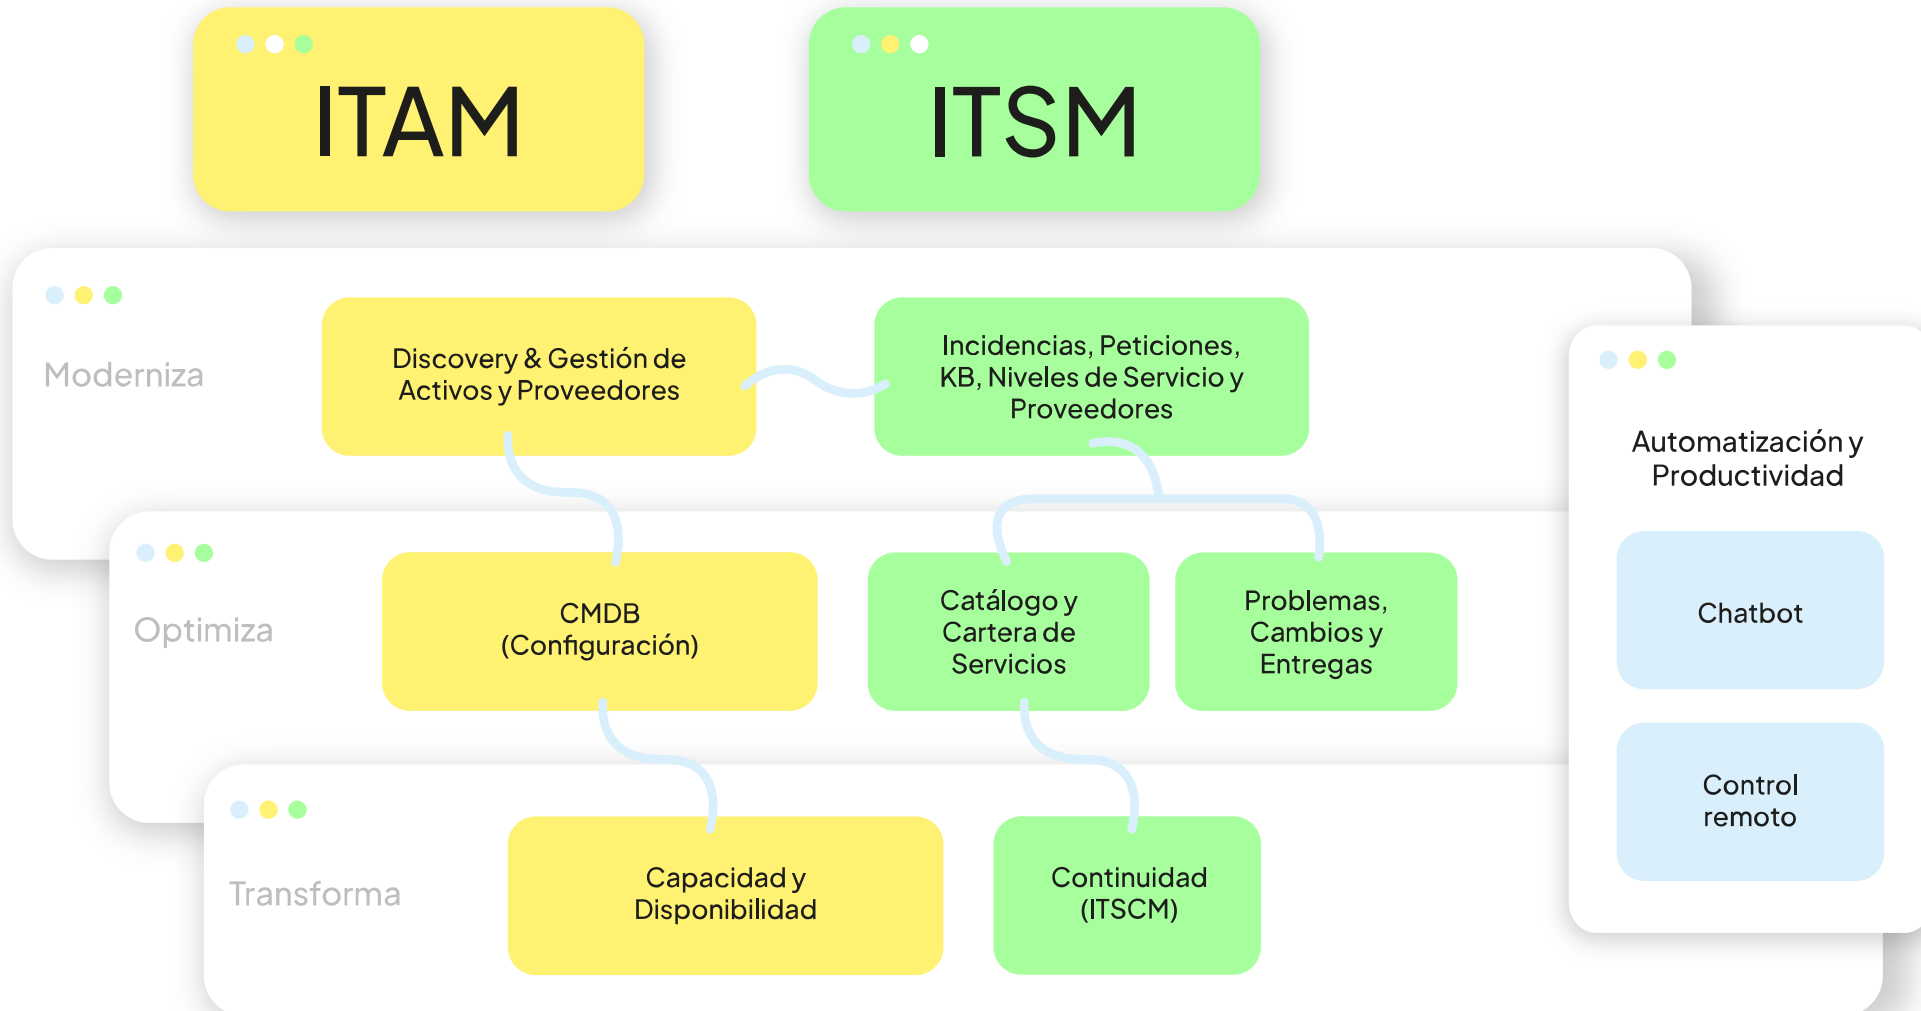 ITAM
ITSM
Moderniza
Discovery & Gestión de
Activos y Proveedores
Incidencias, Peticiones,
KB, Niveles de Servicio y
Proveedores
Optimiza
CMDB
(Configuración)
Catálogo y
Cartera de
Servicios
Problemas,
Cambios y
Entregas
Transforma
Capacidad y
Disponibilidad
Continuidad
(ITSCM)
Automatización y
Productividad
Chatbot
Control
remoto